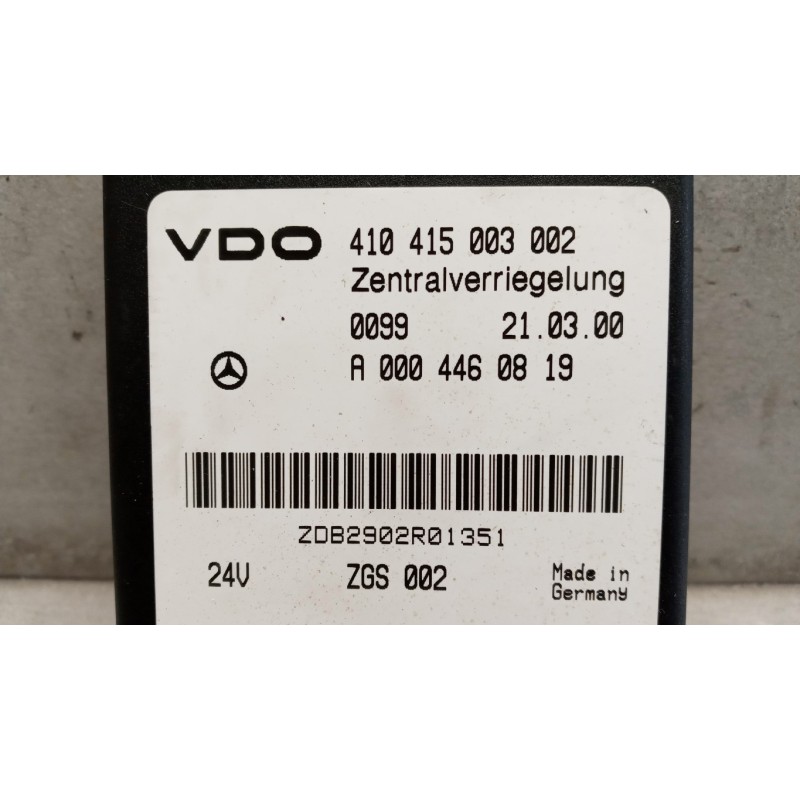 VDO 410 415 003 002
Zentralverriegelung
0099 21.03.00
A 000 446 08 19
ZDB2902R01351
24V ZGS 002 Made in
Germany